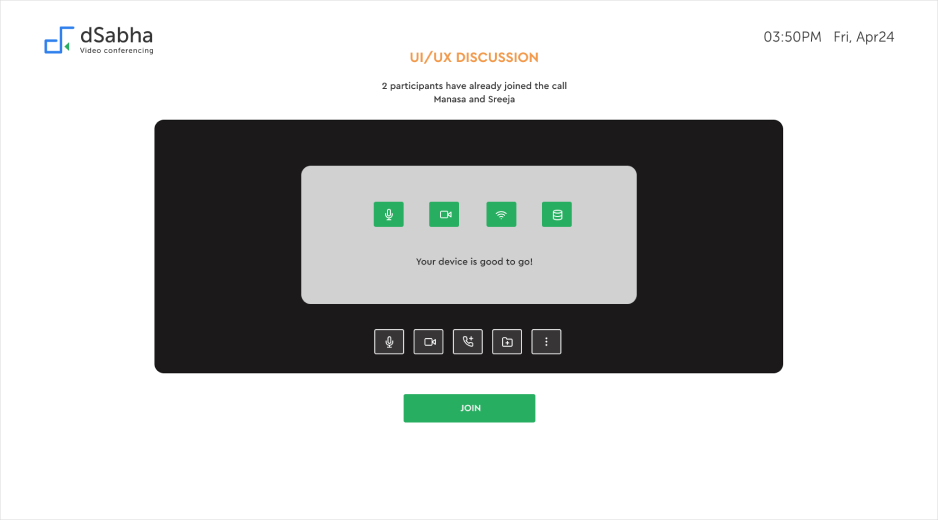 dSabha
Video conferencing
03:50PM Fri, Apr24
UI/UX DISCUSSION
2 participants have already joined the call
Manasa and Sreeja
Your device is good to go!
JOIN